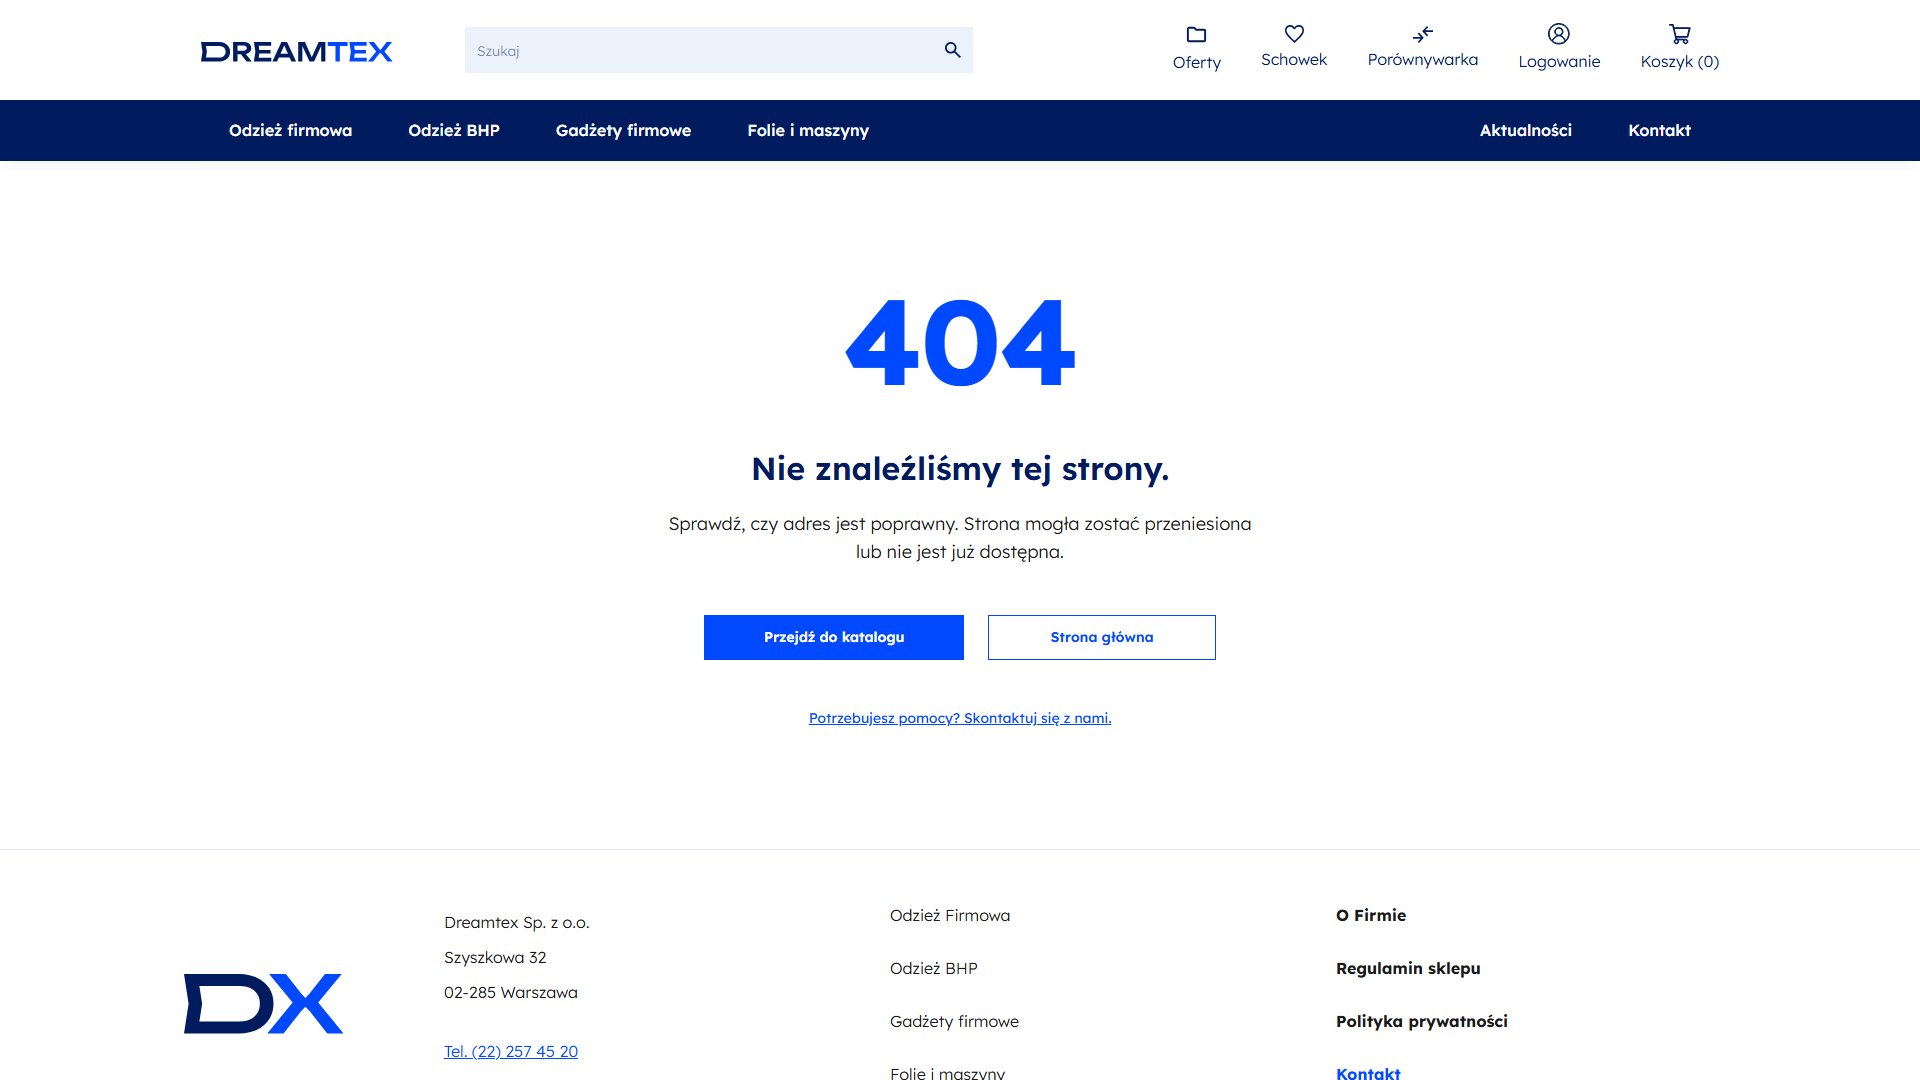 DREAMTEX
Szukaj
Oferty
Schowek
Porównywarka
Logowanie
Koszyk (0)
Odzież firmowa
Odzież BHP
Gadżety firmowe
Folie i maszyny
Aktualności
Kontakt
404
Nie znaleźliśmy tej strony.
Sprawdź, czy adres jest poprawny. Strona mogła zostać przeniesiona
lub nie jest już dostępna.
Przejdź do katalogu
Strona główna
Potrzebujesz pomocy? Skontaktuj się z nami.
DX
Dreamtex Sp. z o.o.
Szyszkowa 32
02-285 Warszawa
Tel. (22) 257 45 20
Odzież Firmowa
Odzież BHP
Gadżety firmowe
Folie i maszyny
O Firmie
Regulamin sklepu
Polityka prywatności
Kontakt